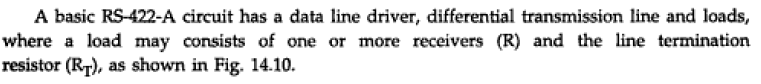 A basic RS-422-A circuit has a data line driver, differential transmission line and loads,
where a load may consists of one or more receivers (R) and the line termination
resistor (R_T), as shown in Fig. 14.10.